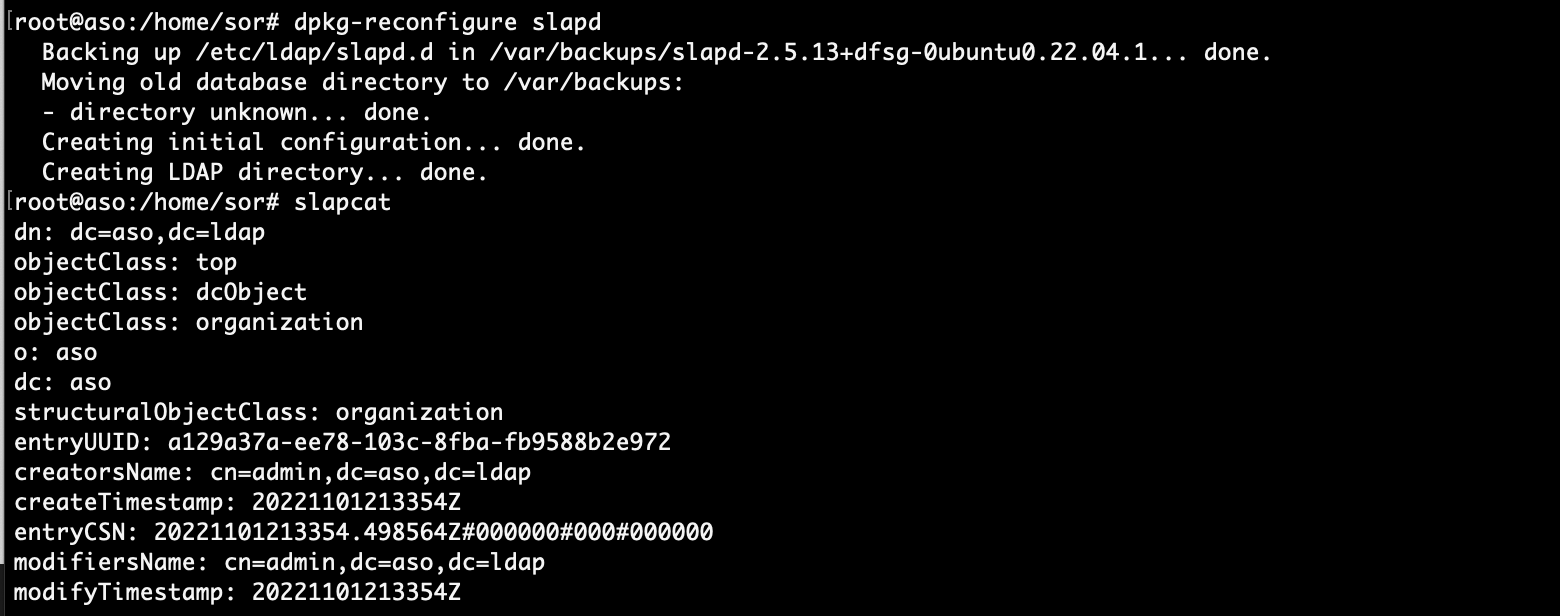 [root@aso:/home/sor# dpkg-reconfigure slapd
  Backing up /etc/ldap/slapd.d in /var/backups/slapd-2.5.13+dfsg-0ubuntu0.22.04.1... done.
  Moving old database directory to /var/backups:
  - directory unknown... done.
  Creating initial configuration... done.
  Creating LDAP directory... done.
[root@aso:/home/sor# slapcat
dn: dc=aso,dc=ldap
objectClass: top
objectClass: dcObject
objectClass: organization
o: aso
dc: aso
structuralObjectClass: organization
entryUUID: a129a37a-ee78-103c-8fba-fb9588b2e972
creatorsName: cn=admin,dc=aso,dc=ldap
createTimestamp: 20221101213354Z
entryCSN: 20221101213354.498564Z#000000#000#000000
modifiersName: cn=admin,dc=aso,dc=ldap
modifyTimestamp: 20221101213354Z